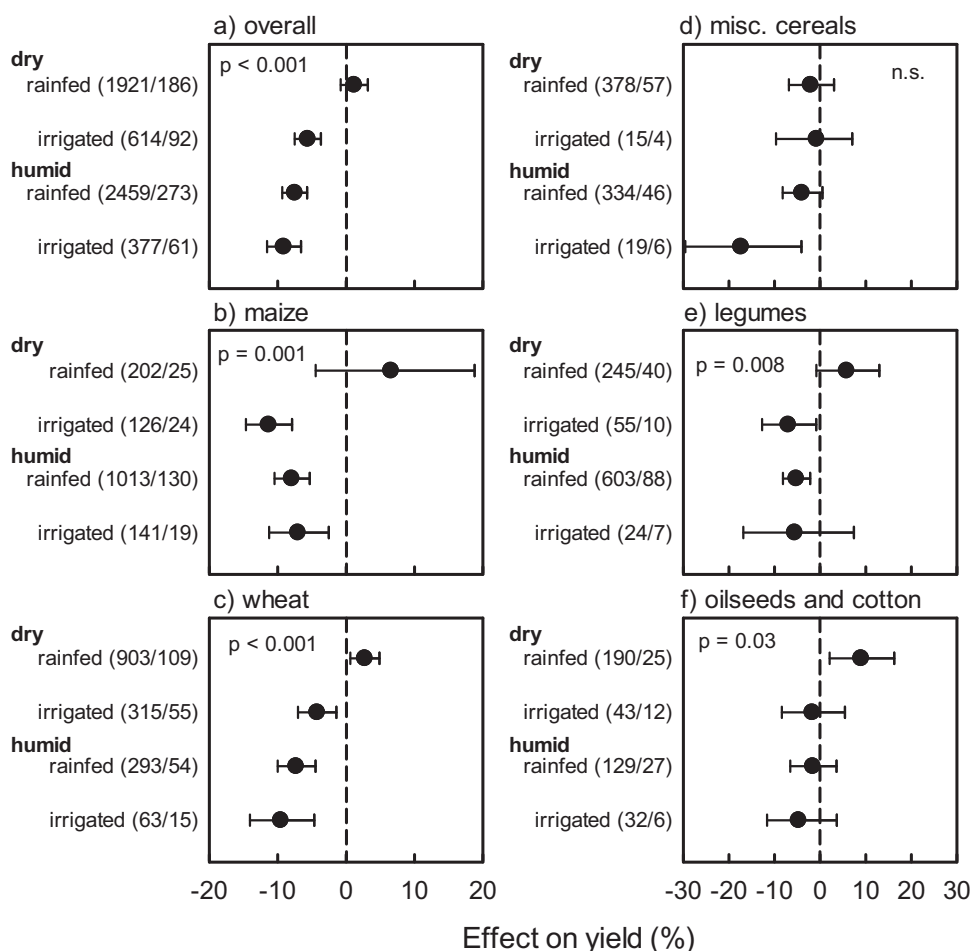 a) overall
dry
p < 0.001
rainfed (1921/186)
irrigated (614/92)
humid
rainfed (2459/273)
irrigated (377/61)
b) maize
dry
p = 0.001
rainfed (202/25)
irrigated (126/24)
humid
rainfed (1013/130)
irrigated (141/19)
c) wheat
dry
p < 0.001
rainfed (903/109)
irrigated (315/55)
humid
rainfed (293/54)
irrigated (63/15)
-20 -10 0 10 20
d) misc. cereals
dry
n.s.
rainfed (378/57)
irrigated (15/4)
humid
rainfed (334/46)
irrigated (19/6)
e) legumes
dry
p = 0.008
rainfed (245/40)
irrigated (55/10)
humid
rainfed (603/88)
irrigated (24/7)
f) oilseeds and cotton
dry
p = 0.03
rainfed (190/25)
irrigated (43/12)
humid
rainfed (129/27)
irrigated (32/6)
-30 -20 -10 0 10 20 30
Effect on yield (%)